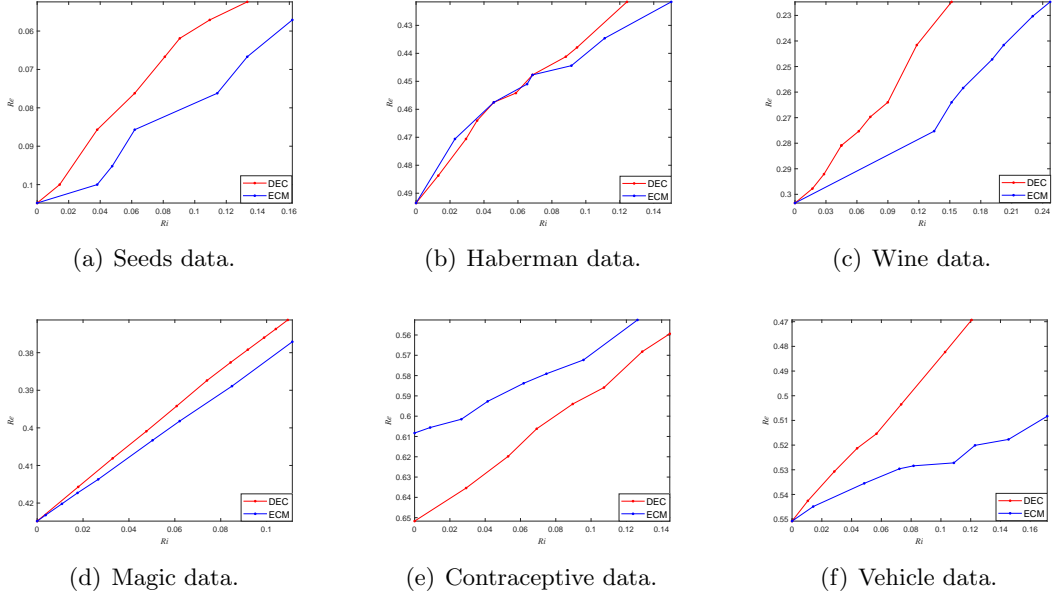 0.06
0.07
0.08
0.09
0.1
Re
0 0.02 0.04 0.06 0.08 0.1 0.12 0.14 0.16
Ri
DEC
ECM
(a) Seeds data.
0.43
0.44
0.45
0.46
0.47
0.48
0.49
Re
0 0.02 0.04 0.06 0.08 0.1 0.12 0.14
Ri
DEC
ECM
(b) Haberman data.
0.23
0.24
0.25
0.26
0.27
0.28
0.29
0.3
Re
0 0.03 0.06 0.09 0.12 0.15 0.18 0.21 0.24
Ri
DEC
ECM
(c) Wine data.
0.38
0.39
0.4
0.41
0.42
Re
0 0.02 0.04 0.06 0.08 0.1
Ri
DEC
ECM
(d) Magic data.
0.56
0.57
0.58
0.59
0.6
0.61
0.62
0.63
0.64
0.65
Re
0 0.02 0.04 0.06 0.08 0.1 0.12 0.14
Ri
DEC
ECM
(e) Contraceptive data.
0.47
0.48
0.49
0.5
0.51
0.52
0.53
0.54
0.55
Re
0 0.02 0.04 0.06 0.08 0.1 0.12 0.14 0.16
Ri
DEC
ECM
(f) Vehicle data.